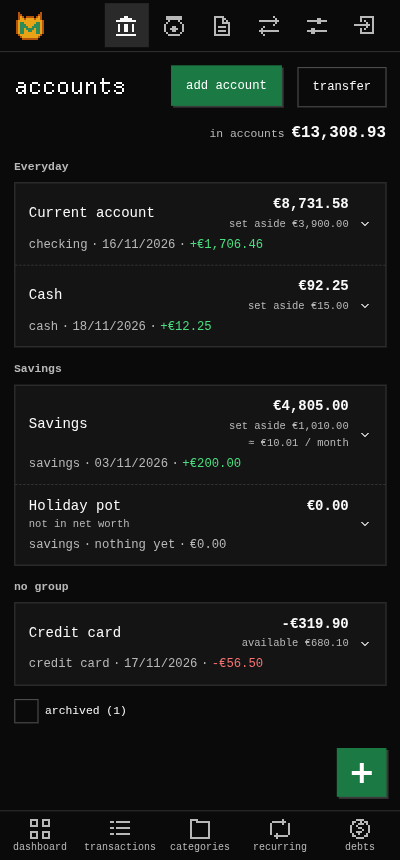 accounts
add account
transfer
in accounts €13,308.93
Everyday
Current account
€8,731.58
set aside €3,900.00
checking · 16/11/2026 · +€1,706.46
Cash
€92.25
set aside €15.00
cash · 18/11/2026 · +€12.25
Savings
Savings
€4,805.00
set aside €1,010.00
≈ €10.01 / month
savings · 03/11/2026 · +€200.00
Holiday pot
€0.00
not in net worth
savings · nothing yet · €0.00
no group
Credit card
-€319.90
available €680.10
credit card · 17/11/2026 · -€56.50
archived (1)
+
dashboard
transactions
categories
recurring
debts